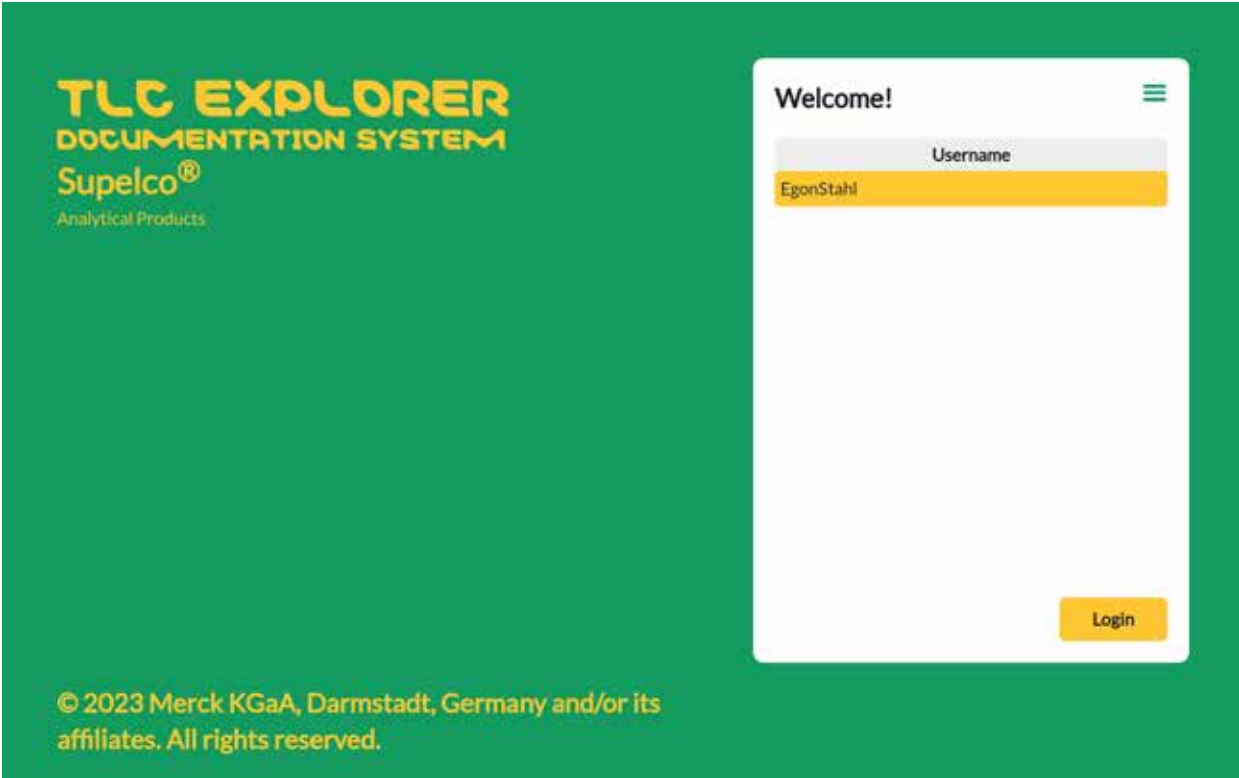 TLC EXPLORER
DOCUMENTATION SYSTEM
Supelco®
Analytical Products
Welcome!
Username
EgonStahl
Login
© 2023 Merck KGaA, Darmstadt, Germany and/or its
affiliates. All rights reserved.